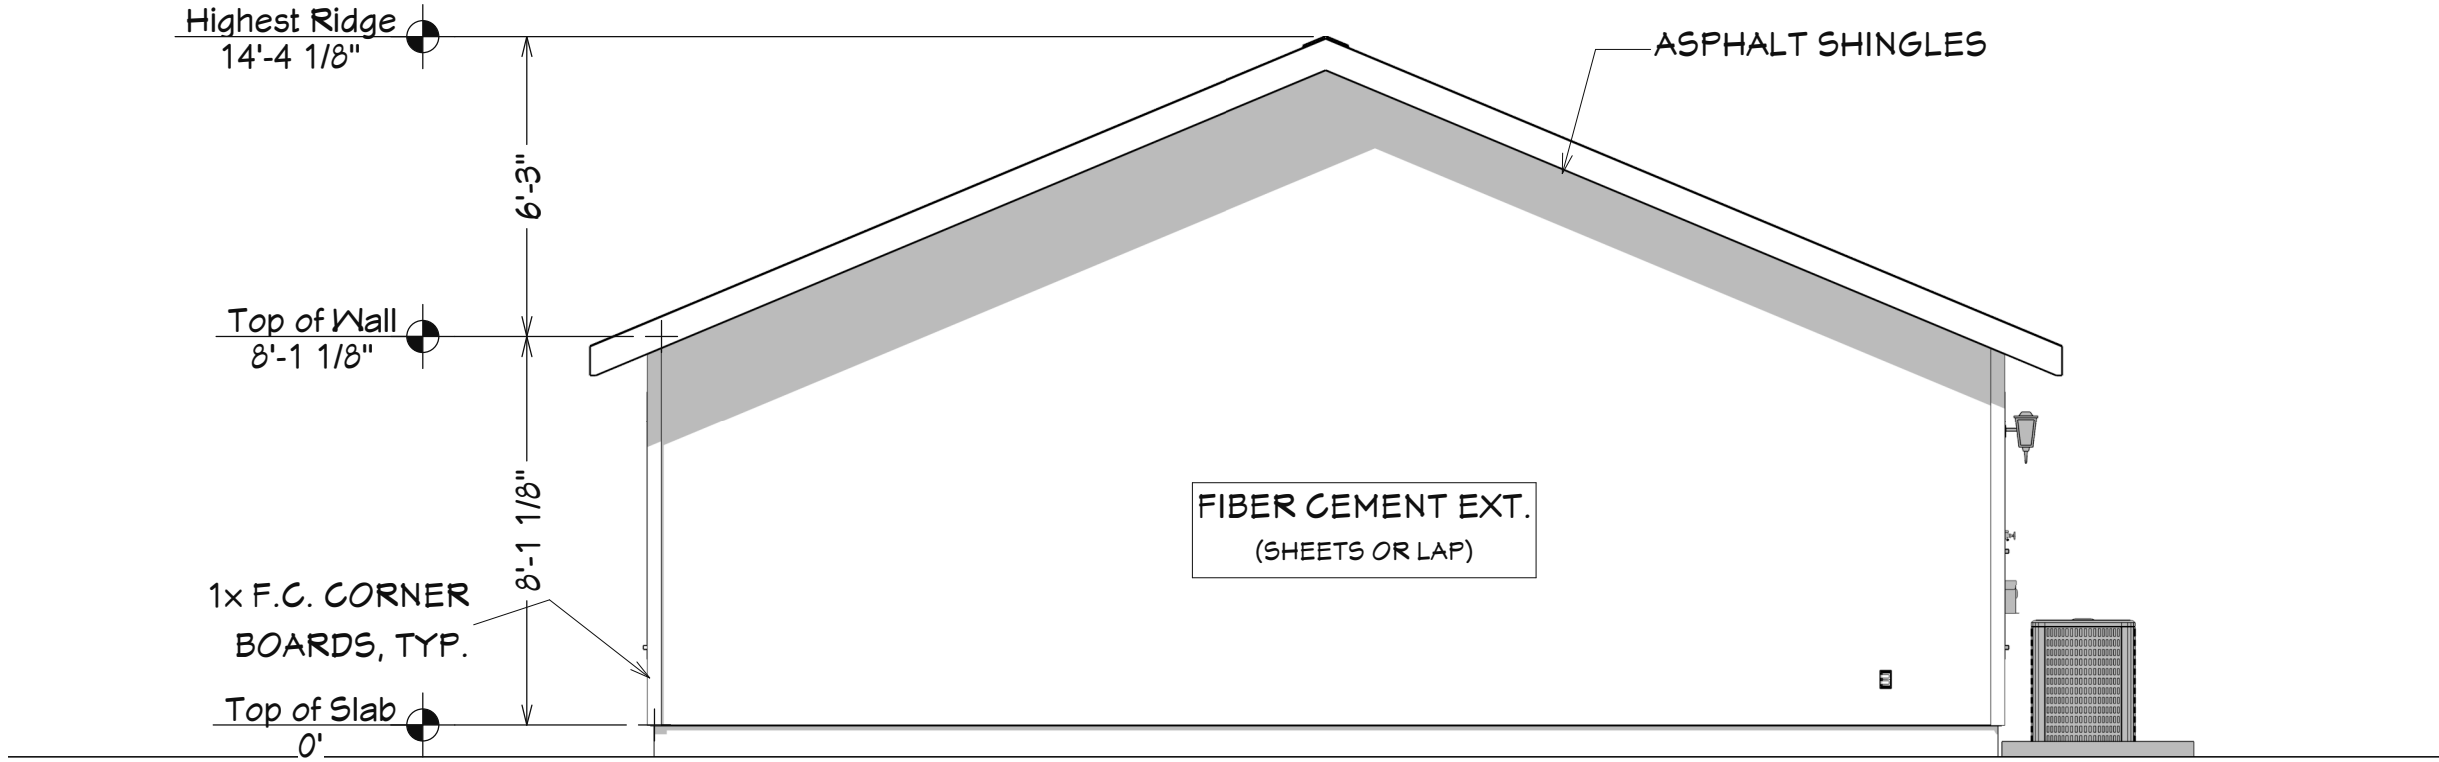 Highest Ridge
14'-4 1/8"
ASPHALT SHINGLES
6'-3"
Top of Wall
8'-1 1/8"
8'-1 1/8"
FIBER CEMENT EXT.
(SHEETS OR LAP)
1x F.C. CORNER
BOARDS, TYP.
Top of Slab
0'